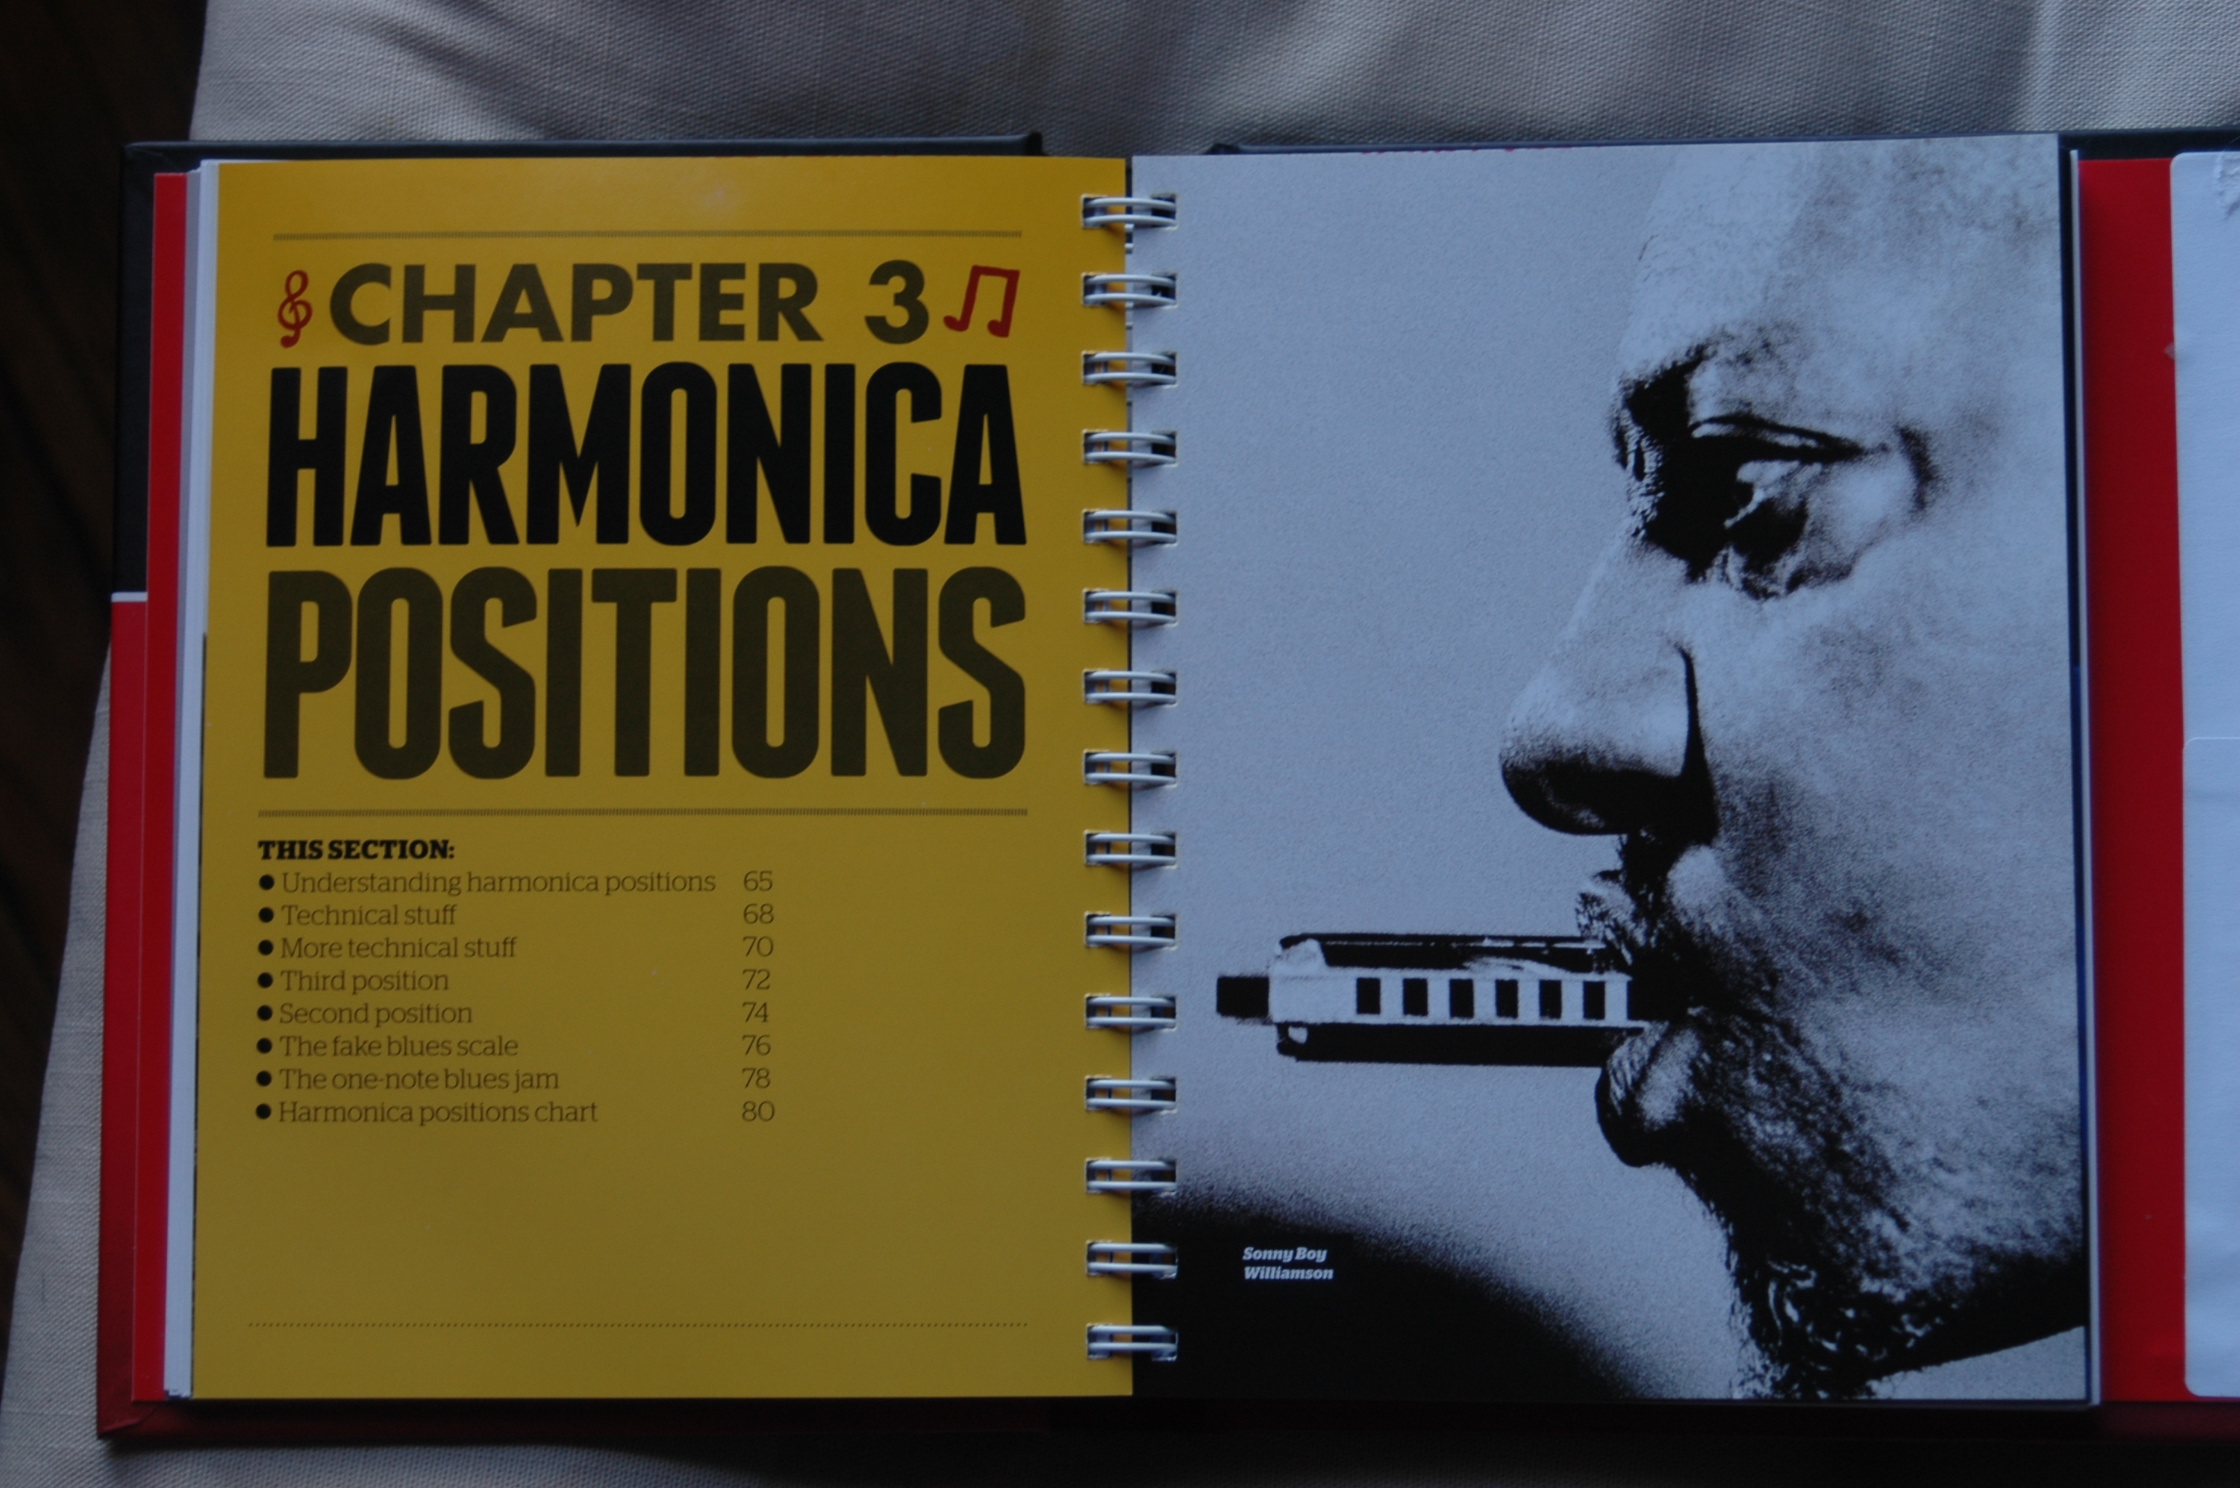 CHAPTER 3
HARMONICA
POSITIONS
THIS SECTION:
● Understanding harmonica positions 65
● Technical stuff 68
● More technical stuff 70
● Third position 72
● Second position 74
● The fake blues scale 76
● The one-note blues jam 78
● Harmonica positions chart 80
Sonny Boy
Williamson